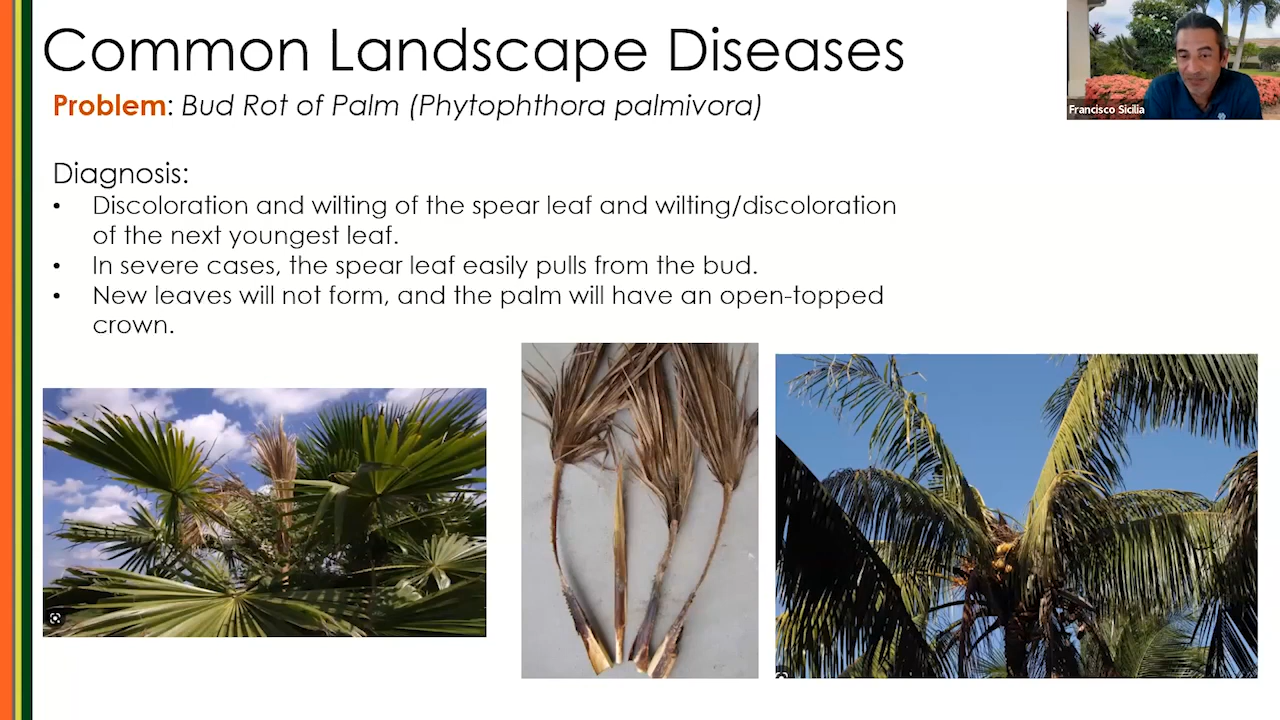 Common Landscape Diseases
Problem: Bud Rot of Palm (Phytophthora palmivora)
Francisco Sicilia
Diagnosis:
• Discoloration and wilting of the spear leaf and wilting/discoloration
of the next youngest leaf.
• In severe cases, the spear leaf easily pulls from the bud.
• New leaves will not form, and the palm will have an open-topped
crown.